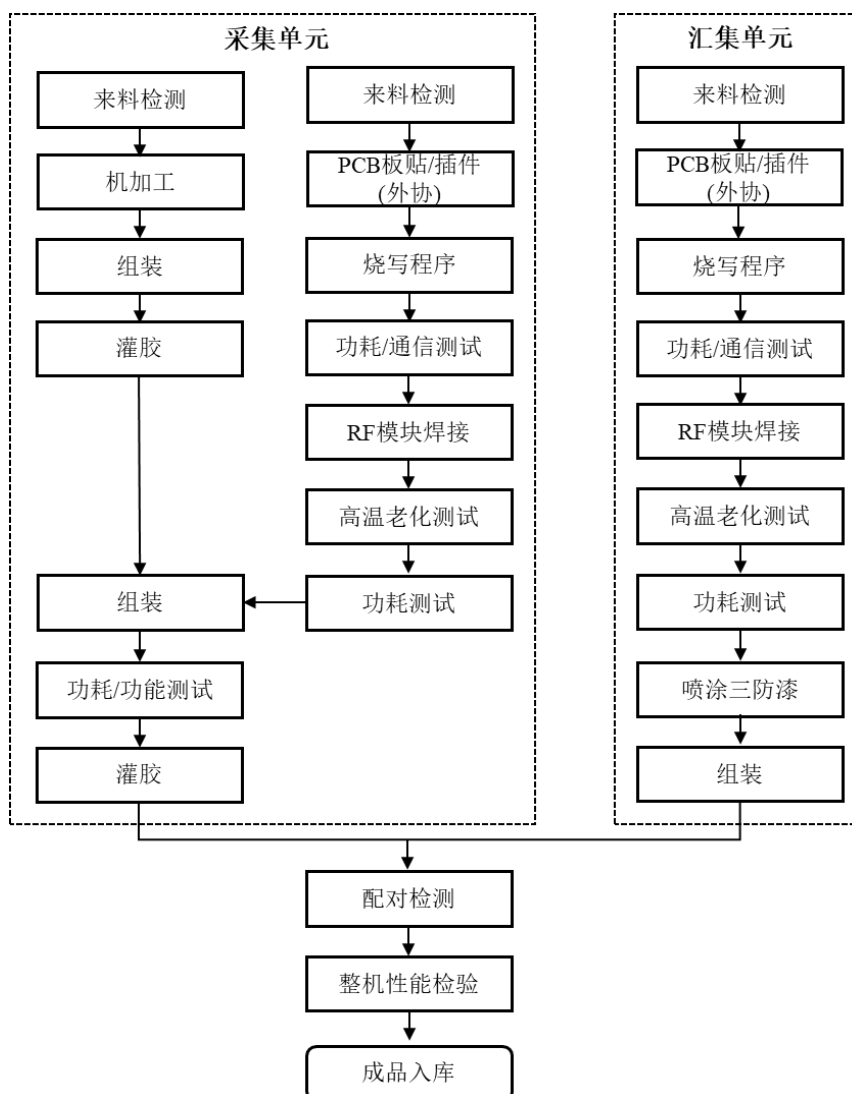 采集单元
来料检测
机加工
组装
灌胶
组装
功耗/功能测试
灌胶
来料检测
PCB板贴/插件
(外协)
烧写程序
功耗/通信测试
RF模块焊接
高温老化测试
功耗测试
汇集单元
来料检测
PCB板贴/插件
(外协)
烧写程序
功耗/通信测试
RF模块焊接
高温老化测试
功耗测试
喷涂三防漆
组装
配对检测
整机性能检验
成品入库